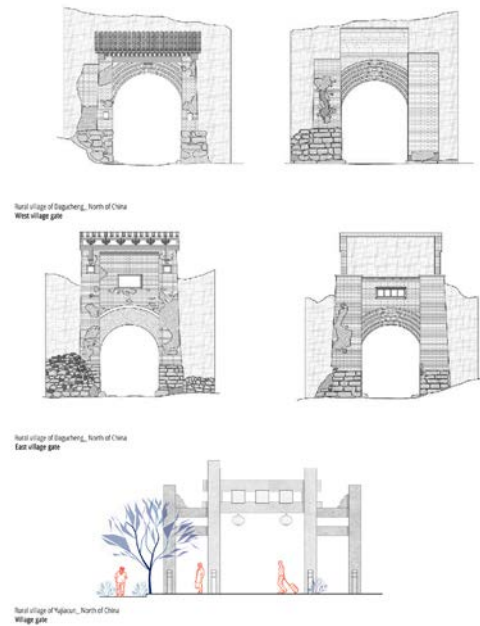 Rural village of Dagucheng_ North of China
West village gate
Rural village of Dagucheng_ North of China
East village gate
Rural village of Yujiacun_ North of China
Village gate